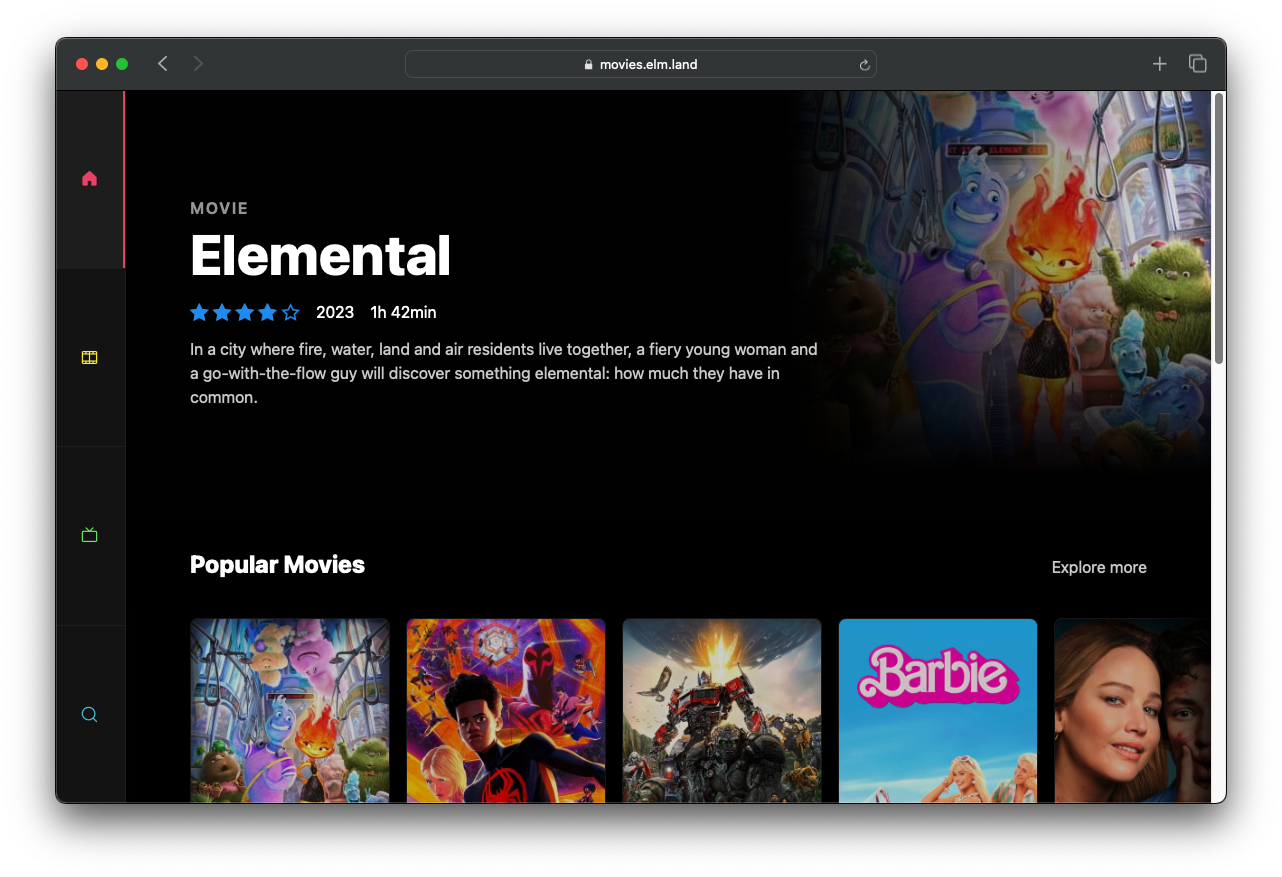 movies.elm.land
MOVIE
Elemental
2023 1h 42min
In a city where fire, water, land and air residents live together, a fiery young woman and
a go-with-the-flow guy will discover something elemental: how much they have in
common.
Popular Movies
Explore more
Barbie